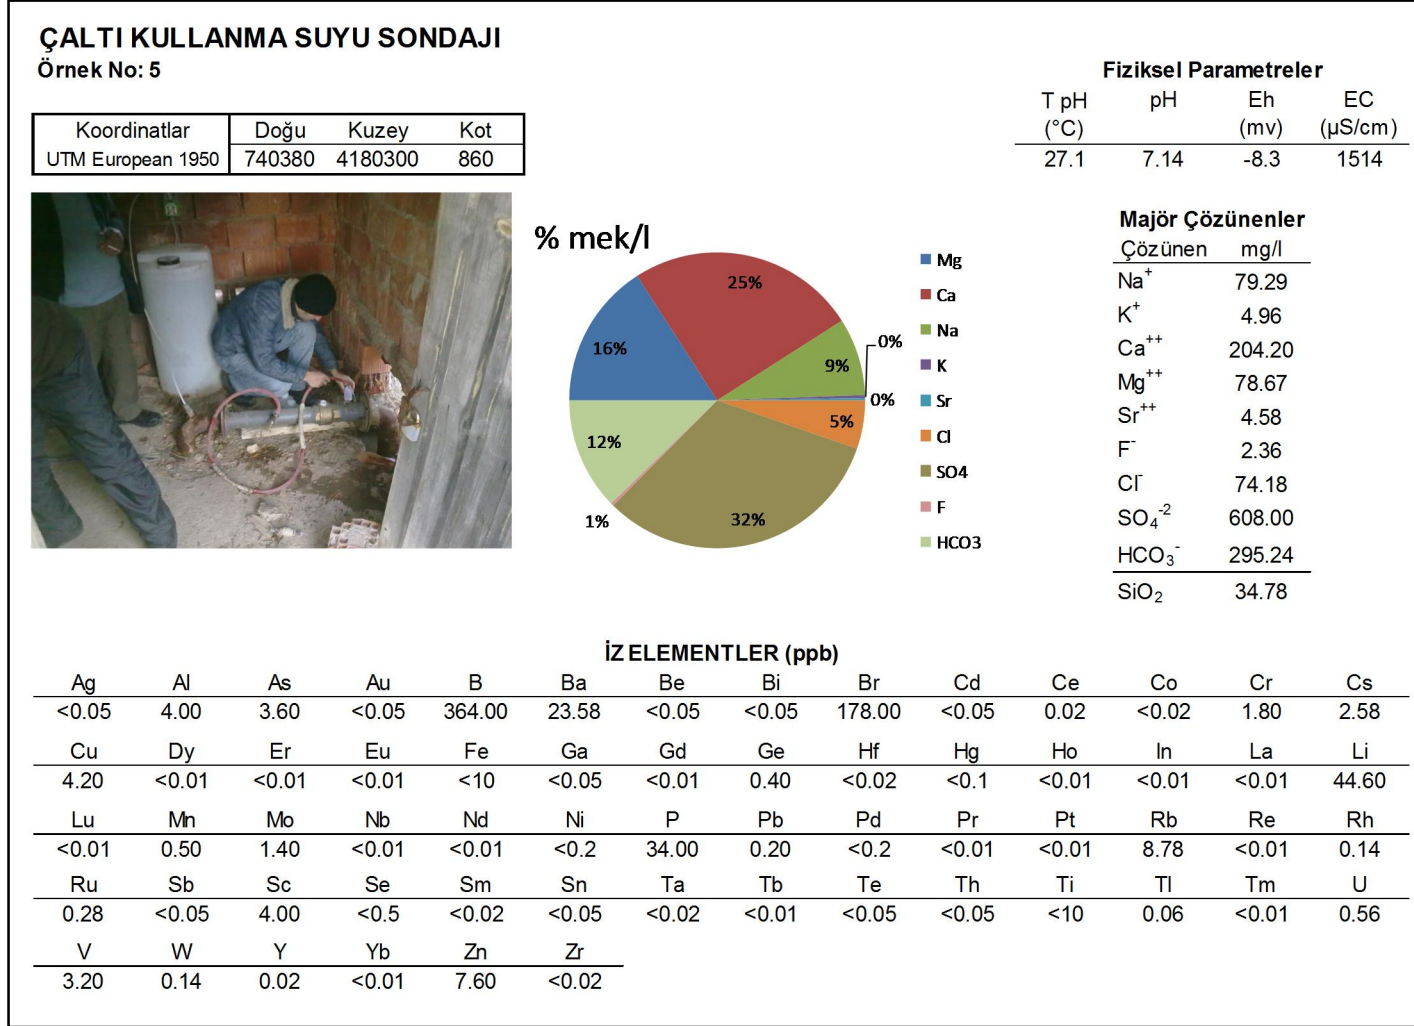 ÇALTI KULLANMA SUYU SONDAJI
Örnek No: 5
Koordinatlar Doğu Kuzey Kot
UTM European 1950 740380 4180300 860
Fiziksel Parametreler
T pH pH Eh EC
(°C) (mv) (µS/cm)
27.1 7.14 -8.3 1514
% mek/l
16%
25%
9%
0%
0%
5%
32%
1%
12%
Mg
Ca
Na
K
Sr
Cl
SO4
F
HCO3
Majör Çözünenler
Çözünen mg/l
Na⁺ 79.29
K⁺ 4.96
Ca⁺⁺ 204.20
Mg⁺⁺ 78.67
Sr⁺⁺ 4.58
F⁻ 2.36
Cl⁻ 74.18
SO₄⁻² 608.00
HCO₃⁻ 295.24
SiO₂ 34.78
İZ ELEMENTLER (ppb)
Ag Al As Au B Ba Be Bi Br Cd Ce Co Cr Cs
<0.05 4.00 3.60 <0.05 364.00 23.58 <0.05 <0.05 178.00 <0.05 0.02 <0.02 1.80 2.58
Cu Dy Er Eu Fe Ga Gd Ge Hf Hg Ho In La Li
4.20 <0.01 <0.01 <0.01 <10 <0.05 <0.01 0.40 <0.02 <0.1 <0.01 <0.01 <0.01 44.60
Lu Mn Mo Nb Nd Ni P Pb Pd Pr Pt Rb Re Rh
<0.01 0.50 1.40 <0.01 <0.01 <0.2 34.00 0.20 <0.2 <0.01 <0.01 8.78 <0.01 0.14
Ru Sb Sc Se Sm Sn Ta Tb Te Th Ti Tl Tm U
0.28 <0.05 4.00 <0.5 <0.02 <0.05 <0.02 <0.01 <0.05 <0.05 <10 0.06 <0.01 0.56
V W Y Yb Zn Zr
3.20 0.14 0.02 <0.01 7.60 <0.02